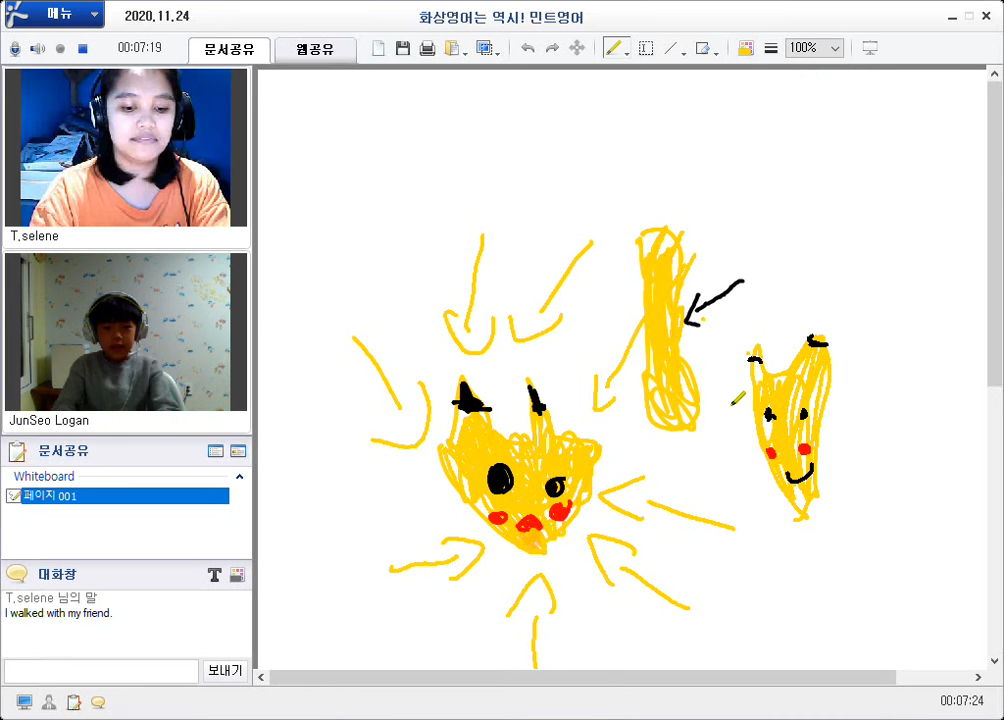 메뉴
2020.11.24
화상영어는 역시! 민트영어
00:07:19
문서공유
웹공유
100%
T,selene
JunSeo Logan
문서공유
Whiteboard
페이지 001
대화창
T
T,selene 님의 말
I walked with my friend.
보내기
00:07:24